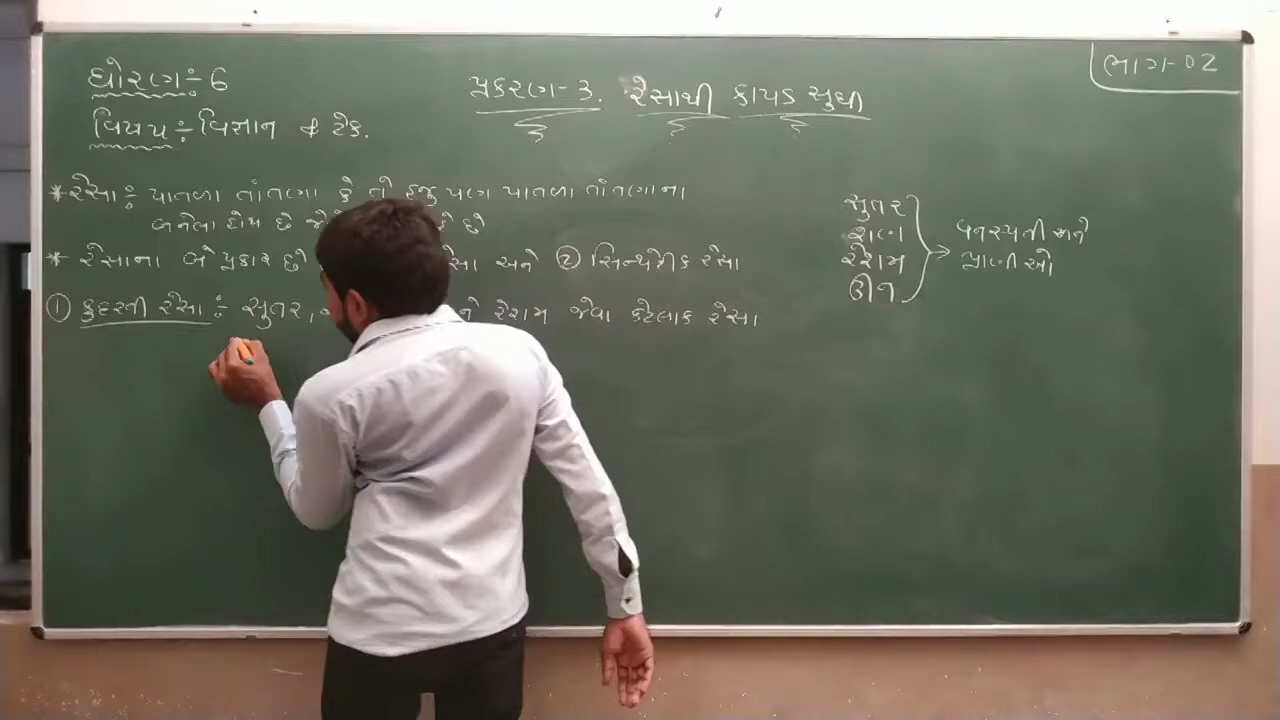 ધોરણ:- 6
વિષય:- વિજ્ઞાન & ટેક.
પ્રકરણ-3. રેસાથી કાપડ સુધી
ભાગ-02
* રેસા:- પાતળા તાંતણા કે જે હજુ પણ પાતળા તાંતણાના
બનેલા હોય છે છે
* રેસાના બે પ્રકાર છે અને ② સિન્થેટીક રેસા
① કુદરતી રેસા:- સુતર, રેશમ જેવા કેટલાક રેસા
સુતર
શણ
રેશમ
ઊન
વનસ્પતી અને
પ્રાણીઓ